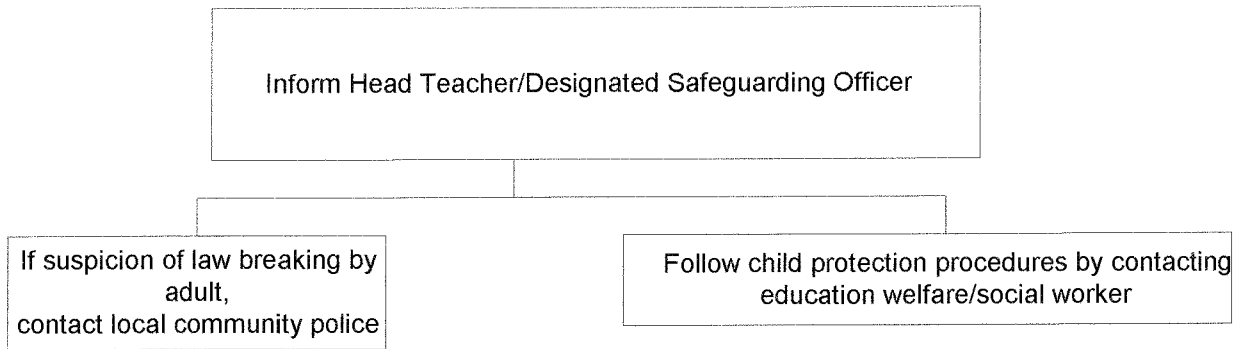 Inform Head Teacher/Designated Safeguarding Officer
If suspicion of law breaking by
adult,
contact local community police
Follow child protection procedures by contacting
education welfare/social worker